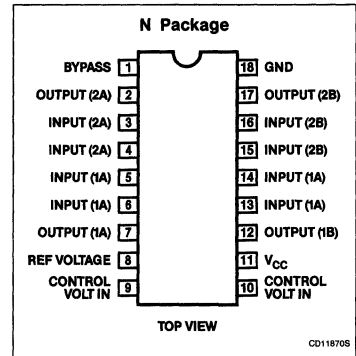 N Package
BYPASS 1
OUTPUT (2A) 2
INPUT (2A) 3
INPUT (2A) 4
INPUT (1A) 5
INPUT (1A) 6
OUTPUT (1A) 7
REF VOLTAGE 8
CONTROL
VOLT IN 9
18 GND
17 OUTPUT (2B)
16 INPUT (2B)
15 INPUT (2B)
14 INPUT (1A)
13 INPUT (1A)
12 OUTPUT (1B)
11 VCC
10 CONTROL
VOLT IN
TOP VIEW
CD11870S